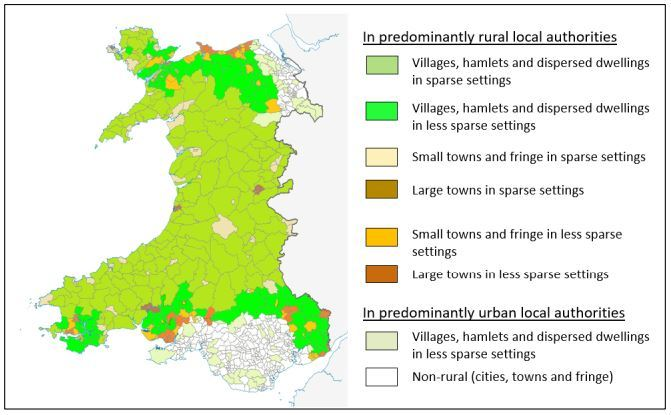 In predominantly rural local authorities
Villages, hamlets and dispersed dwellings
in sparse settings
Villages, hamlets and dispersed dwellings
in less sparse settings
Small towns and fringe in sparse settings
Large towns in sparse settings
Small towns and fringe in less sparse
settings
Large towns in less sparse settings
In predominantly urban local authorities
Villages, hamlets and dispersed dwellings
in less sparse settings
Non-rural (cities, towns and fringe)